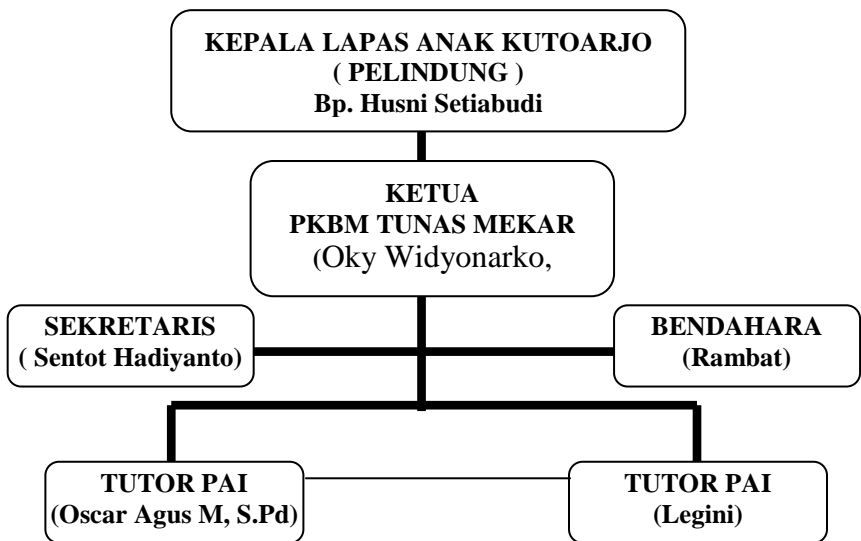 KEPALA LAPAS ANAK KUTOARJO
( PELINDUNG )
Bp. Husni Setiabudi
KETUA
PKBM TUNAS MEKAR
(Oky Widyonarko,
SEKRETARIS
( Sentot Hadiyanto)
BENDAHARA
(Rambat)
TUTOR PAI
(Oscar Agus M, S.Pd)
TUTOR PAI
(Legini)